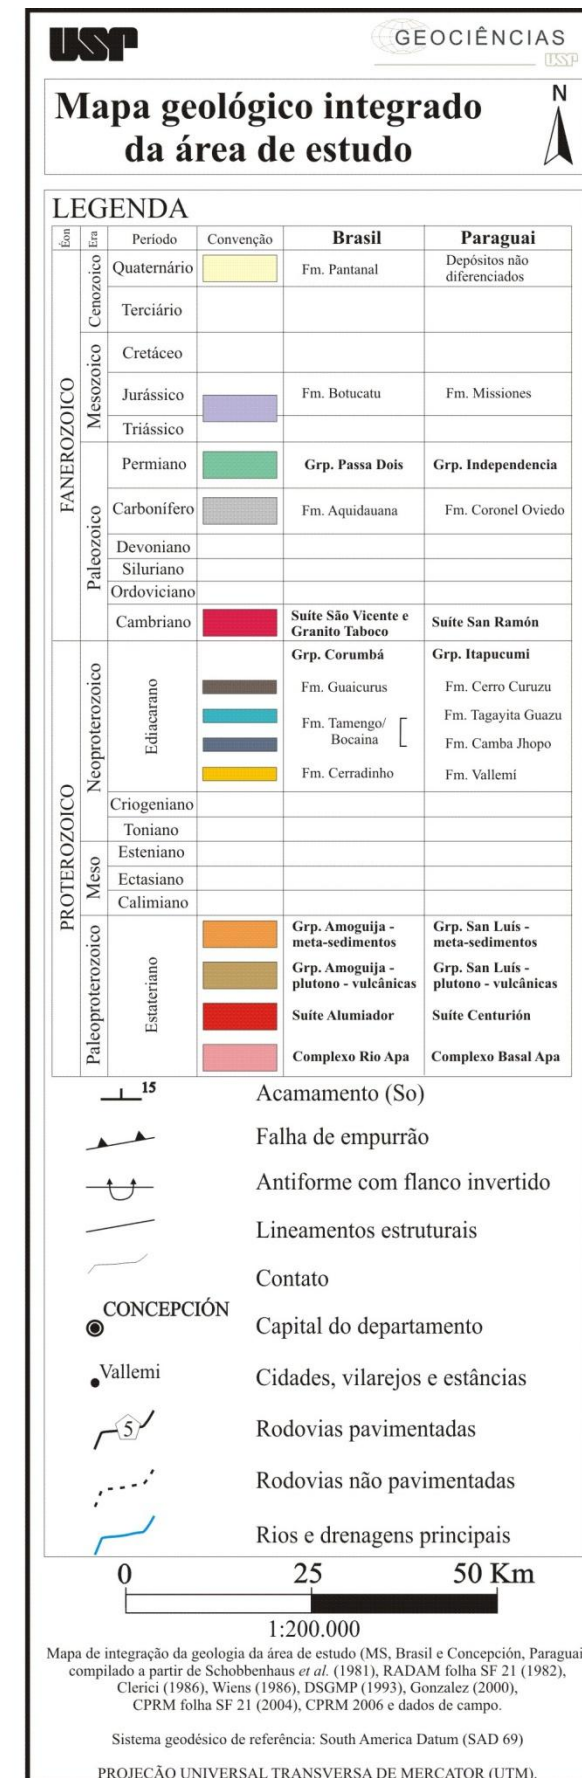 USP
GEOCIÊNCIAS
USP
Mapa geológico integrado
da área de estudo
N
LEGENDA
Éon Era Período Convenção Brasil Paraguai
FANEROZOICO
Cenozoico
Quaternário Fm. Pantanal Depósitos não
diferenciados
Terciário
Mesozoico
Cretáceo
Jurássico Fm. Botucatu Fm. Missiones
Triássico
Paleozoico
Permiano Grp. Passa Dois Grp. Independencia
Carbonífero Fm. Aquidauana Fm. Coronel Oviedo
Devoniano
Siluriano
Ordoviciano
Cambriano Suíte São Vicente e
Granito Taboco Suíte San Ramón
PROTEROZOICO
Neoproterozoico
Ediacarano
Grp. Corumbá Grp. Itapucumi
Fm. Guaicurus Fm. Cerro Curuzu
Fm. Tamengo/
Bocaina
Fm. Tagayita Guazu
Fm. Camba Jhopo
Fm. Cerradinho Fm. Vallemí
Criogeniano
Toniano
Meso
Esteniano
Ectasiano
Calimiano
Paleoproterozoico
Estateriano
Grp. Amoguija -
meta-sedimentos
Grp. San Luís -
meta-sedimentos
Grp. Amoguija -
plutono - vulcânicas
Grp. San Luís -
plutono - vulcânicas
Suíte Alumiador Suíte Centurión
Complexo Rio Apa Complexo Basal Apa
15 Acamamento (So)
Falha de empurrão
Antiforme com flanco invertido
Lineamentos estruturais
Contato
CONCEPCIÓN Capital do departamento
Vallemi Cidades, vilarejos e estâncias
5 Rodovias pavimentadas
Rodovias não pavimentadas
Rios e drenagens principais
0 25 50 Km
1:200.000
Mapa de integração da geologia da área de estudo (MS, Brasil e Concepción, Paraguai
compilado a partir de Schobbenhaus et al. (1981), RADAM folha SF 21 (1982),
Clerici (1986), Wiens (1986), DSGMP (1993), Gonzalez (2000),
CPRM folha SF 21 (2004), CPRM 2006 e dados de campo.
Sistema geodésico de referência: South America Datum (SAD 69)
PROJEÇÃO UNIVERSAL TRANSVERSA DE MERCATOR (UTM).